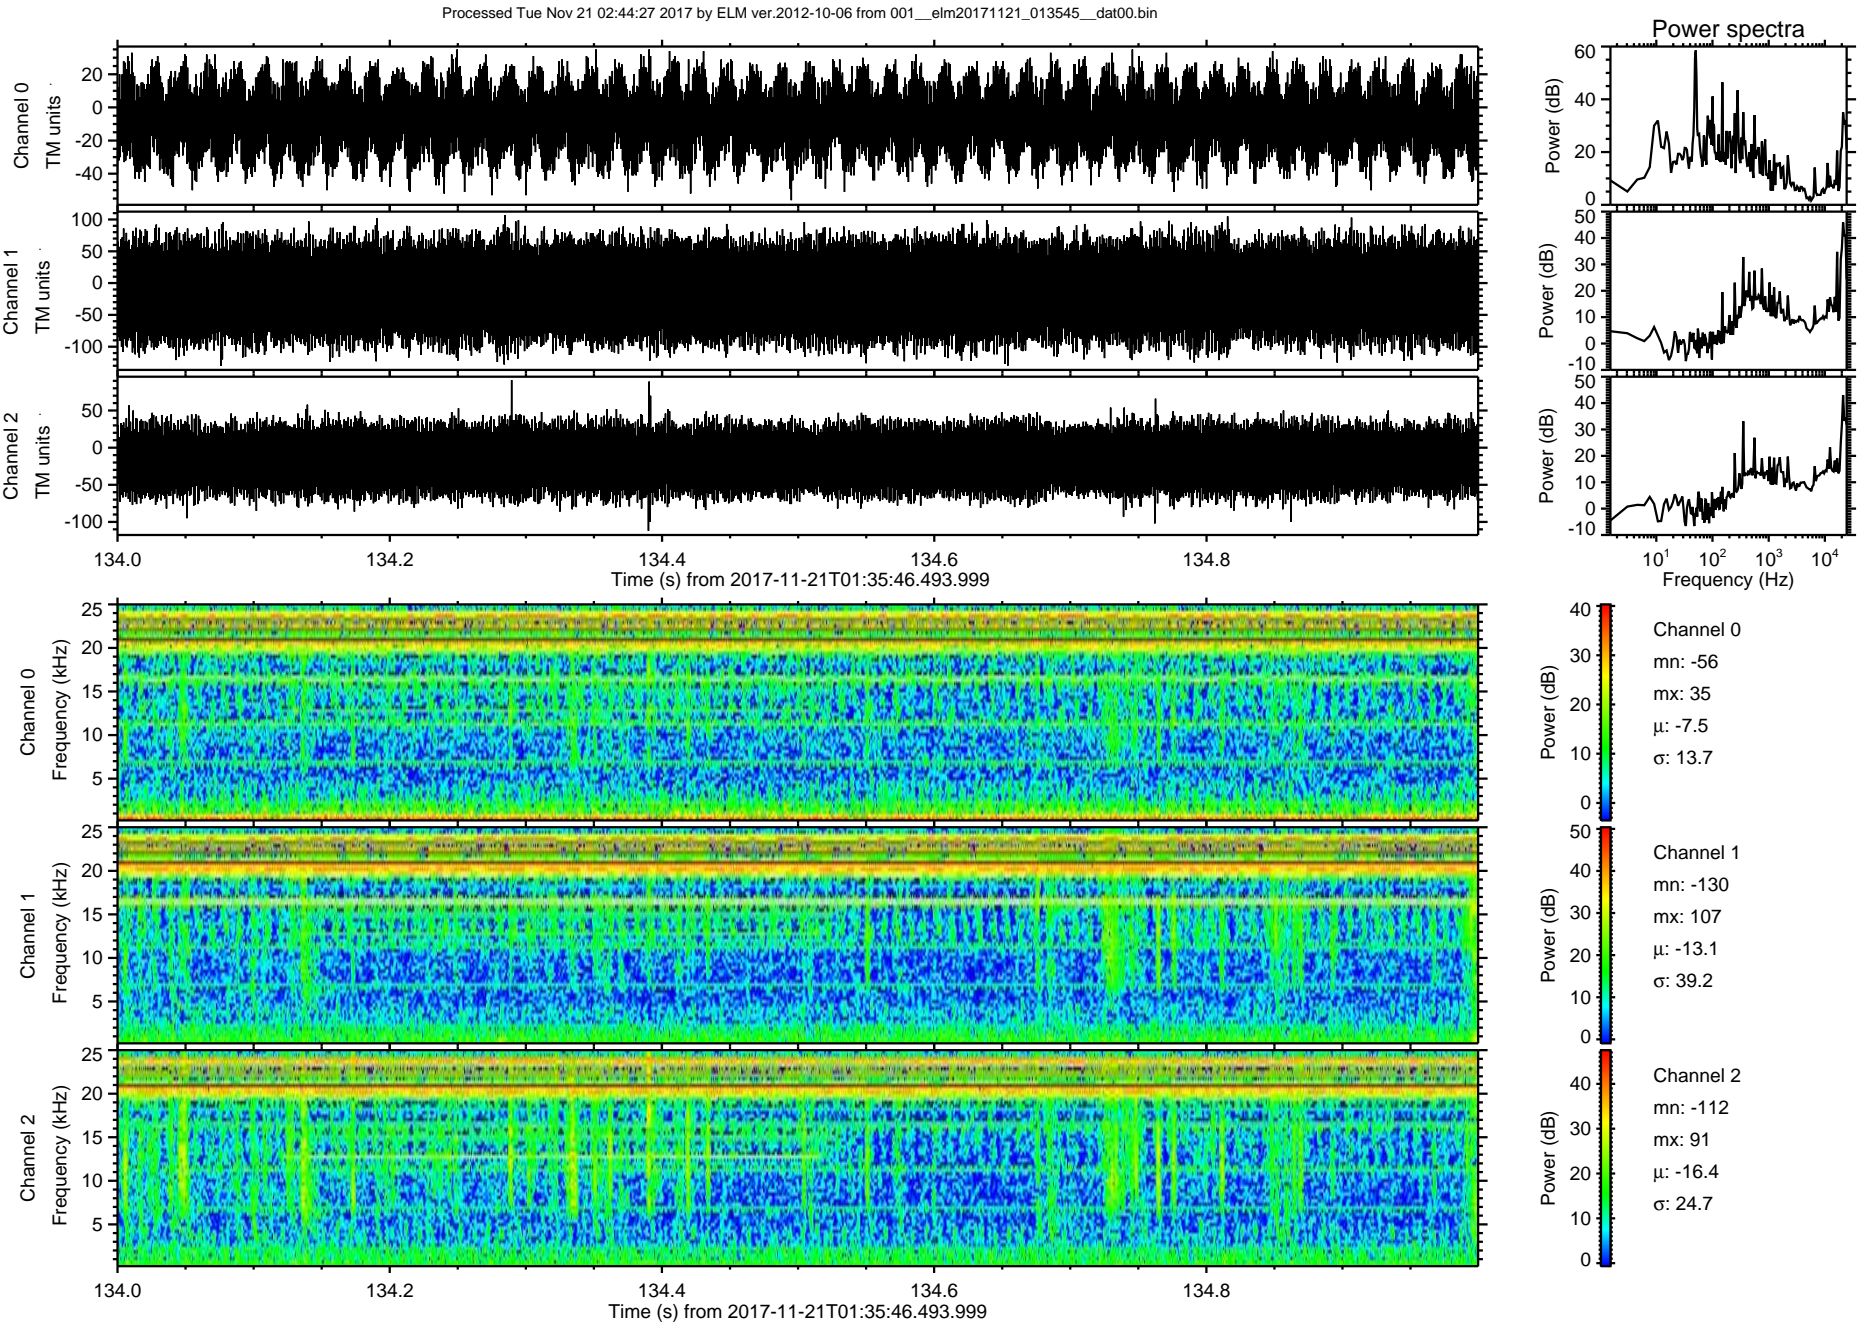 Processed Tue Nov 21 02:44:27 2017 by ELM ver.2012-10-06 from 001__elm20171121_013545__dat00.bin
Power spectra
Channel 0
TM units
20
0
-20
-40
Power (dB)
60
40
20
0
Channel 1
TM units
100
50
0
-50
-100
Power (dB)
50
40
30
20
10
0
-10
Channel 2
TM units
50
0
-50
-100
Power (dB)
50
40
30
20
10
0
-10
134.0
134.2
134.4
134.6
134.8
Time (s) from 2017-11-21T01:35:46.493.999
10¹
10²
10³
10⁴
Frequency (Hz)
Channel 0
Frequency (kHz)
25
20
15
10
5
Power (dB)
40
30
20
10
0
Channel 0
mn: -56
mx: 35
μ: -7.5
σ: 13.7
Channel 1
Frequency (kHz)
25
20
15
10
5
Power (dB)
50
40
30
20
10
0
Channel 1
mn: -130
mx: 107
μ: -13.1
σ: 39.2
Channel 2
Frequency (kHz)
25
20
15
10
5
Power (dB)
40
30
20
10
0
Channel 2
mn: -112
mx: 91
μ: -16.4
σ: 24.7
134.0
134.2
134.4
134.6
134.8
Time (s) from 2017-11-21T01:35:46.493.999